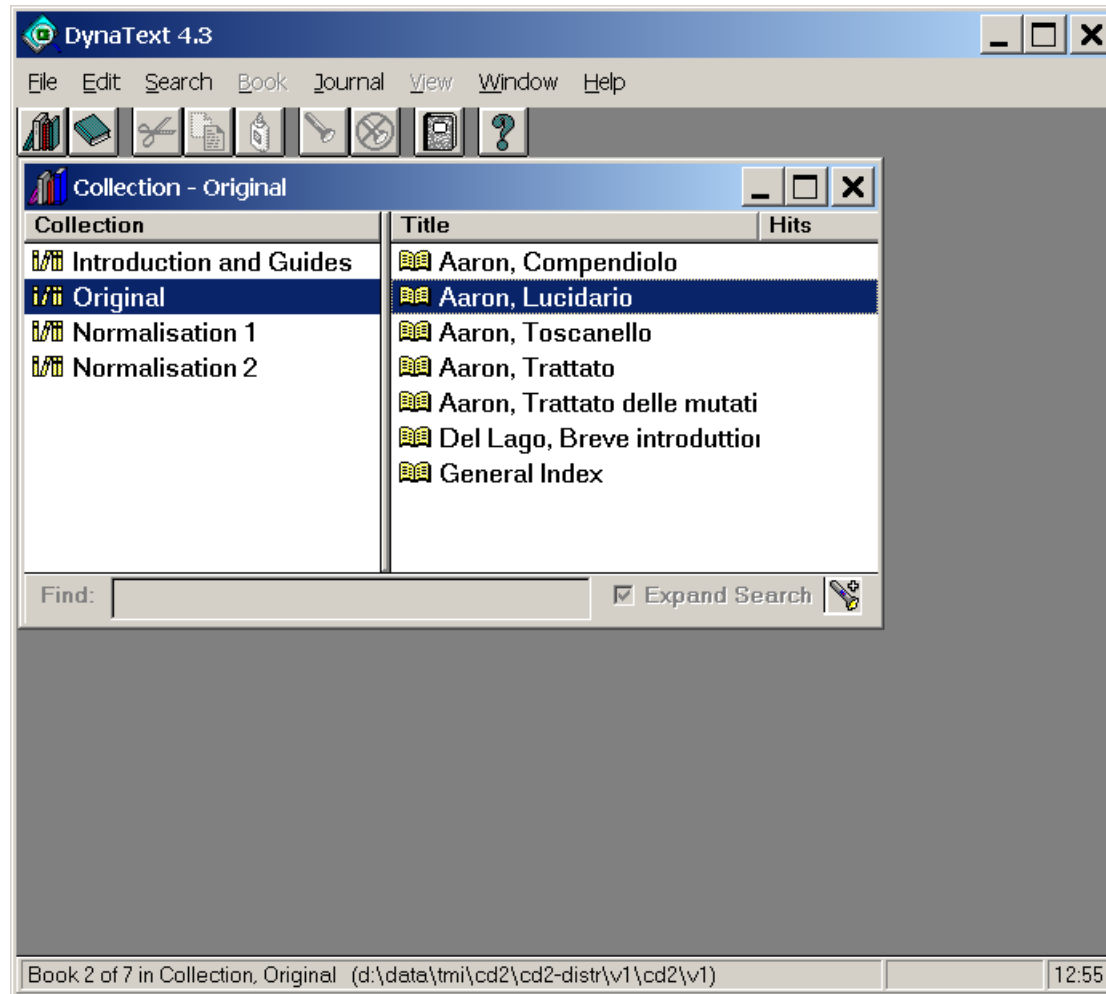 DynaText 4.3
File Edit Search Book Journal View Window Help
Collection - Original
Collection Title Hits
Introduction and Guides Aaron, Compendiolo
Original Aaron, Lucidario
Normalisation 1 Aaron, Toscanello
Normalisation 2 Aaron, Trattato
Aaron, Trattato delle mutati
Del Lago, Breve introduttior
General Index
Find: Expand Search
Book 2 of 7 in Collection, Original (d:\data\tmi\cd2\cd2-distr\v1\cd2\v1) 12:55